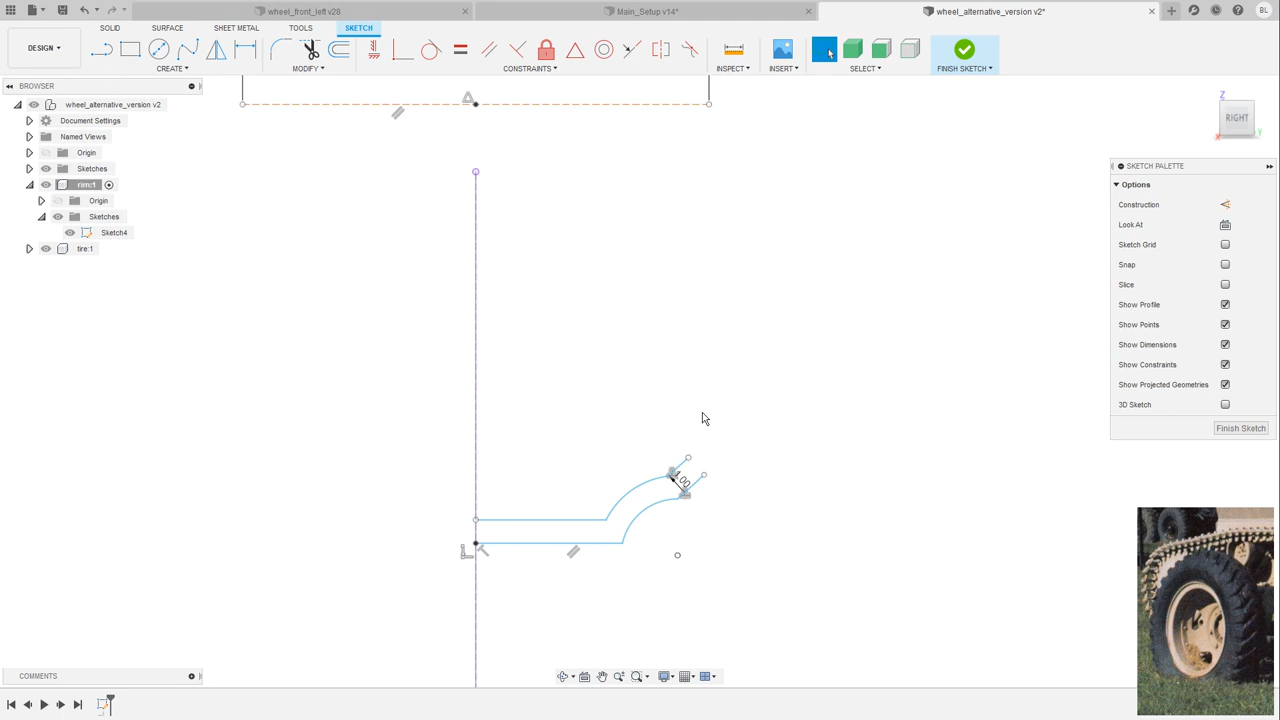 wheel_front_left v28
Main_Setup v14*
wheel_alternative_version v2*
BL
DESIGN
SOLID
SURFACE
SHEET METAL
TOOLS
SKETCH
CREATE
MODIFY
CONSTRAINTS
INSPECT
INSERT
SELECT
FINISH SKETCH
BROWSER
wheel_alternative_version v2
Document Settings
Named Views
Origin
Sketches
rim:1
Origin
Sketches
Sketch4
tire:1
Z
RIGHT
X
Y
1.00
SKETCH PALETTE
Options
Construction
Look At
Sketch Grid
Snap
Slice
Show Profile
Show Points
Show Dimensions
Show Constraints
Show Projected Geometries
3D Sketch
Finish Sketch
COMMENTS